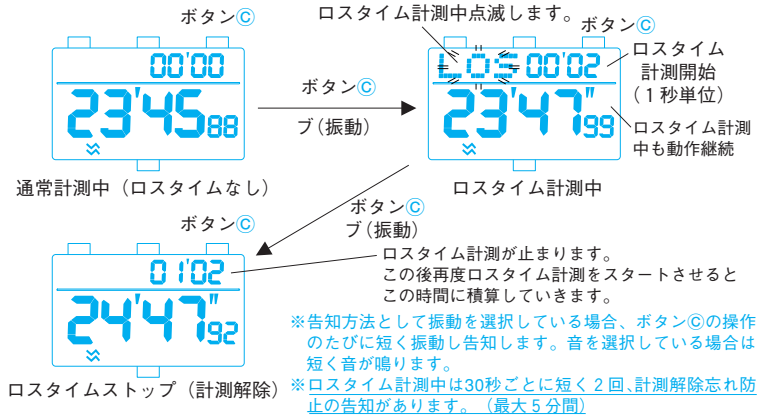 ボタンⒸ
ロスタイム計測中点滅します。
ボタンⒸ
00'00
23'45 88
通常計測中（ロスタイムなし）
ボタンⒸ
ブ（振動）
LOS 00'02
23'47"99
ロスタイム
計測開始
（１秒単位）
ロスタイム計測
中も動作継続
ロスタイム計測中
ボタンⒸ
ブ（振動）
ボタンⒸ
01'02
24'47"92
ロスタイムストップ（計測解除）
ロスタイム計測が止まります。
この後再度ロスタイム計測をスタートさせると
この時間に積算していきます。
※告知方法として振動を選択している場合、ボタンⒸの操作
のたびに短く振動し告知します。音を選択している場合は
短く音が鳴ります。
※ロスタイム計測中は30秒ごとに短く２回、計測解除忘れ防
止の告知があります。（最大５分間）